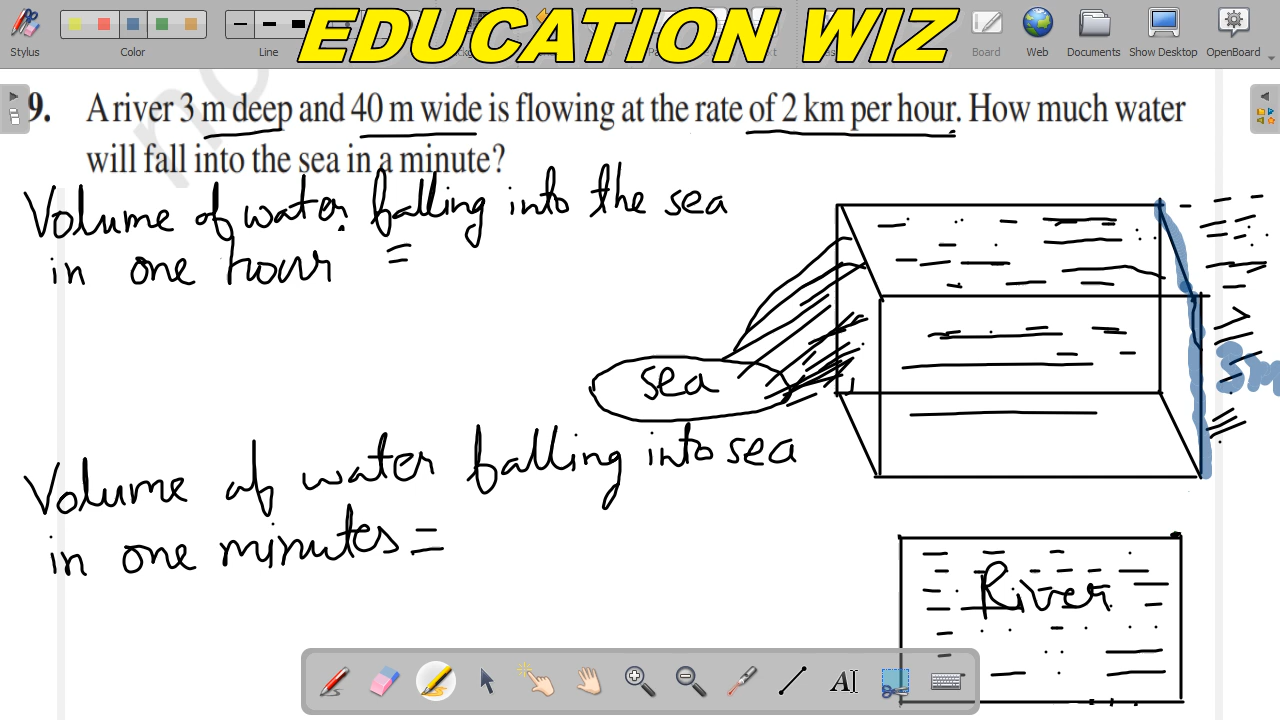 EDUCATION WIZ
Stylus
Color
Line
Board
Web
Documents
Show Desktop
OpenBoard
9. A river 3 m deep and 40 m wide is flowing at the rate of 2 km per hour. How much water
will fall into the sea in a minute?
Volume of water falling into the sea
in one hour =
sea
3m
Volume of water falling into sea
in one minutes =
River